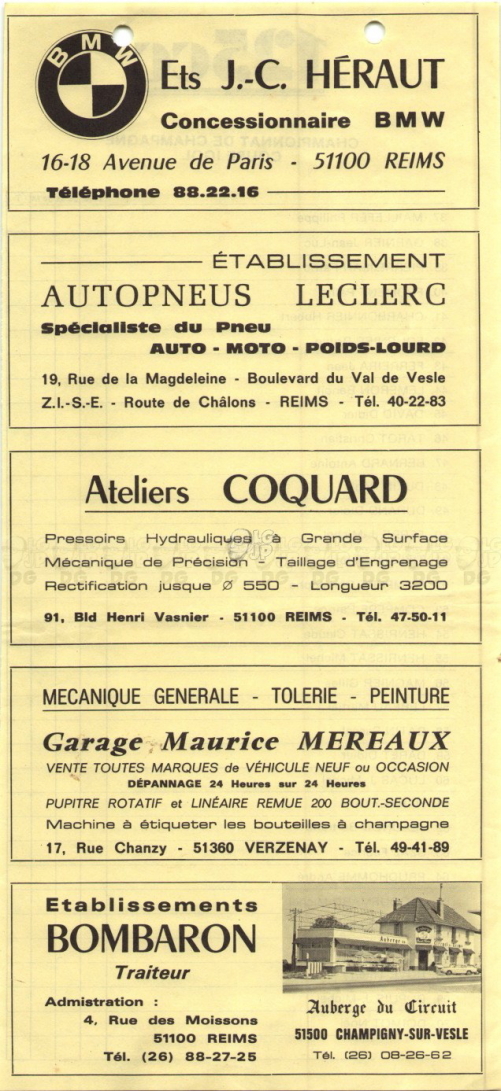 BMW
Ets J.-C. HÉRAUT
Concessionnaire BMW
16-18 Avenue de Paris - 51100 REIMS
Téléphone 88.22.16
ÉTABLISSEMENT
AUTOPNEUS LECLERC
Spécialiste du Pneu
AUTO - MOTO - POIDS-LOURD
19, Rue de la Magdeleine - Boulevard du Val de Vesle
Z.I.-S.-E. - Route de Châlons - REIMS - Tél. 40-22-83
Ateliers COQUARD
Pressoirs Hydrauliques à Grande Surface
Mécanique de Précision - Taillage d'Engrenage
Rectification jusque Ø 550 - Longueur 3200
91, Bld Henri Vasnier - 51100 REIMS - Tél. 47-50-11
MECANIQUE GENERALE - TOLERIE - PEINTURE
Garage Maurice MEREAUX
VENTE TOUTES MARQUES de VÉHICULE NEUF ou OCCASION
DÉPANNAGE 24 Heures sur 24 Heures
PUPITRE ROTATIF et LINÉAIRE REMUE 200 BOUT.-SECONDE
Machine à étiqueter les bouteilles à champagne
17, Rue Chanzy - 51360 VERZENAY - Tél. 49-41-89
Etablissements
BOMBARON
Traiteur
Admistration :
4, Rue des Moissons
51100 REIMS
Tél. (26) 88-27-25
Auberge du Circuit
51500 CHAMPIGNY-SUR-VESLE
Tél. (26) 08-26-62